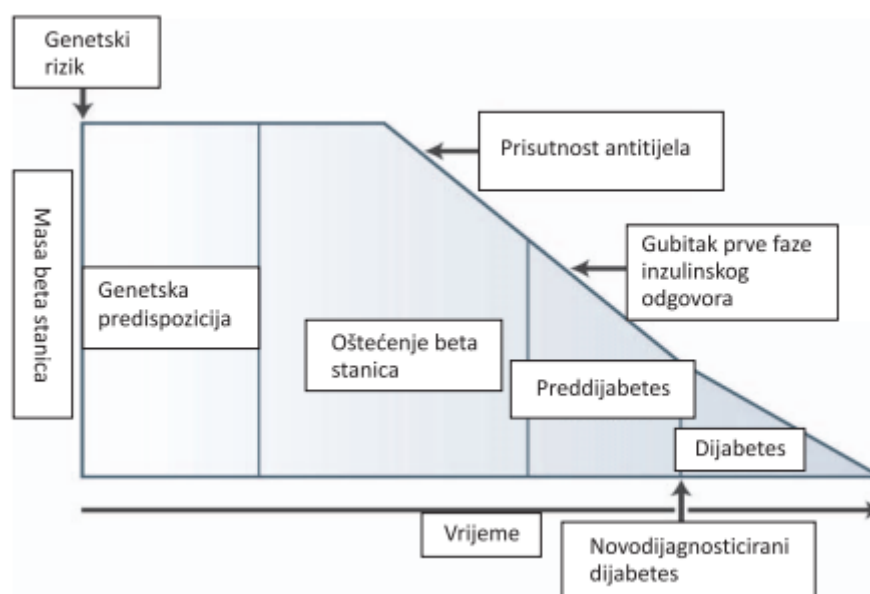 Genetski
rizik
Prisutnost antitijela
Masa beta stanica
Gubitak prve faze
inzulinskog
odgovora
Genetska
predispozicija
Oštećenje beta
stanica
Preddijabetes
Dijabetes
Vrijeme
Novodijagnosticirani
dijabetes